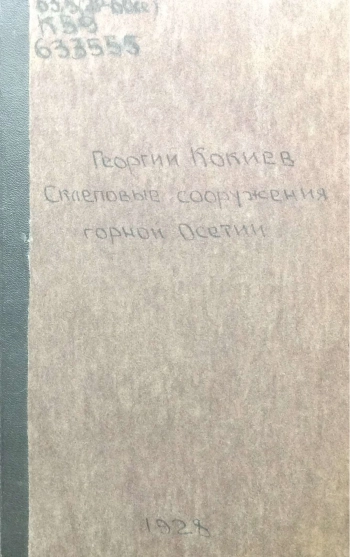 К59
633555
Георгий Кокиев
Склеповые сооружения
горной Осетии
1928